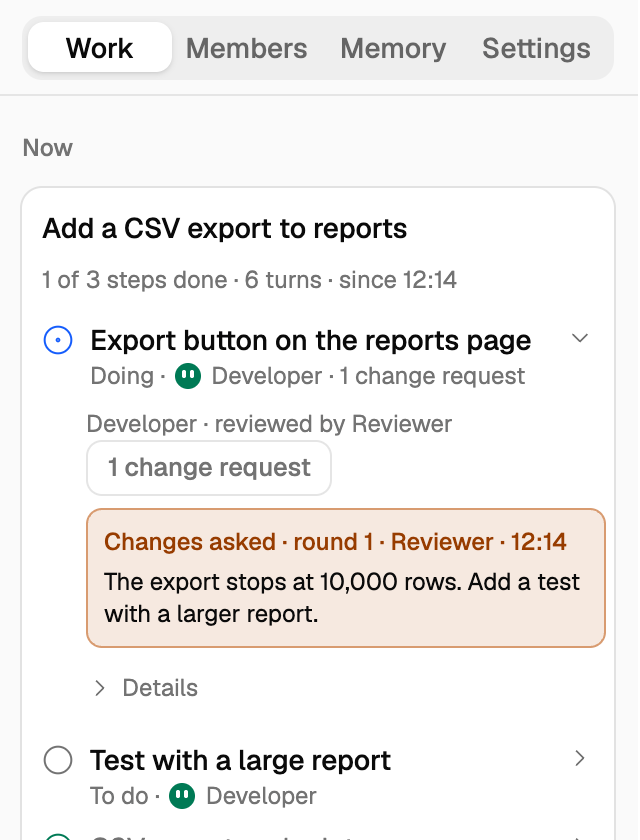 Work Members Memory Settings
Now
Add a CSV export to reports
1 of 3 steps done · 6 turns · since 12:14
Export button on the reports page
Doing · Developer · 1 change request
Developer · reviewed by Reviewer
1 change request
Changes asked · round 1 · Reviewer · 12:14
The export stops at 10,000 rows. Add a test
with a larger report.
Details
Test with a large report
To do · Developer